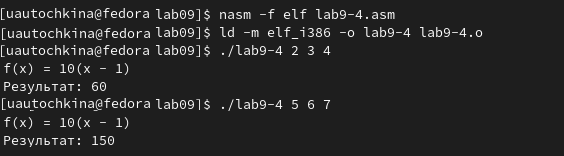 [uautochkina@fedora lab09]$ nasm -f elf lab9-4.asm
[uautochkina@fedora lab09]$ ld -m elf_i386 -o lab9-4 lab9-4.o
[uautochkina@fedora lab09]$ ./lab9-4 2 3 4
f(x) = 10(x - 1)
Результат: 60
[uautochkina@fedora lab09]$ ./lab9-4 5 6 7
f(x) = 10(x - 1)
Результат: 150